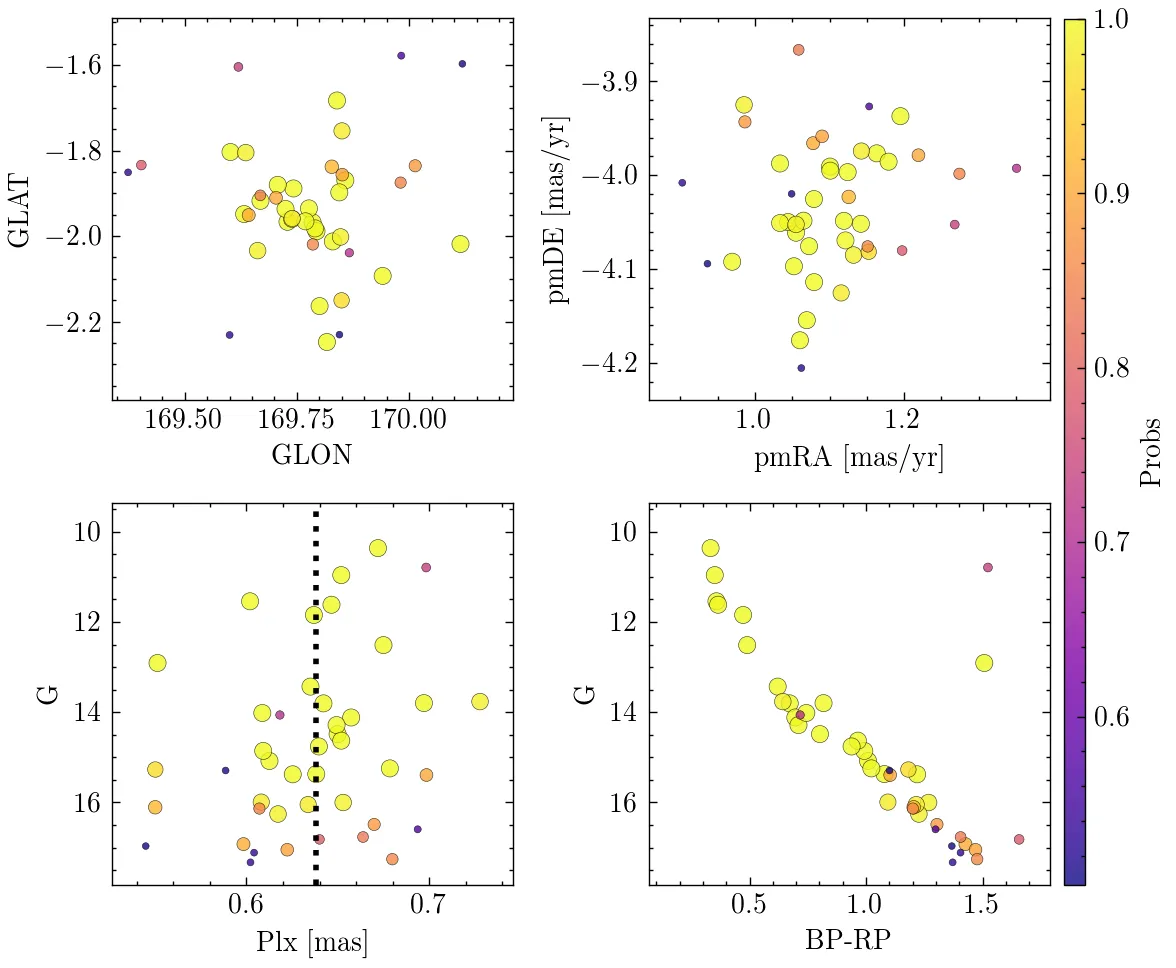 −1.6
−1.8
−2.0
−2.2
GLAT
169.50 169.75 170.00
GLON
−3.9
−4.0
−4.1
−4.2
pmDE [mas/yr]
1.0 1.2
pmRA [mas/yr]
10
12
14
16
G
0.6 0.7
Plx [mas]
10
12
14
16
G
0.5 1.0 1.5
BP-RP
1.0
0.9
0.8
0.7
0.6
Probs